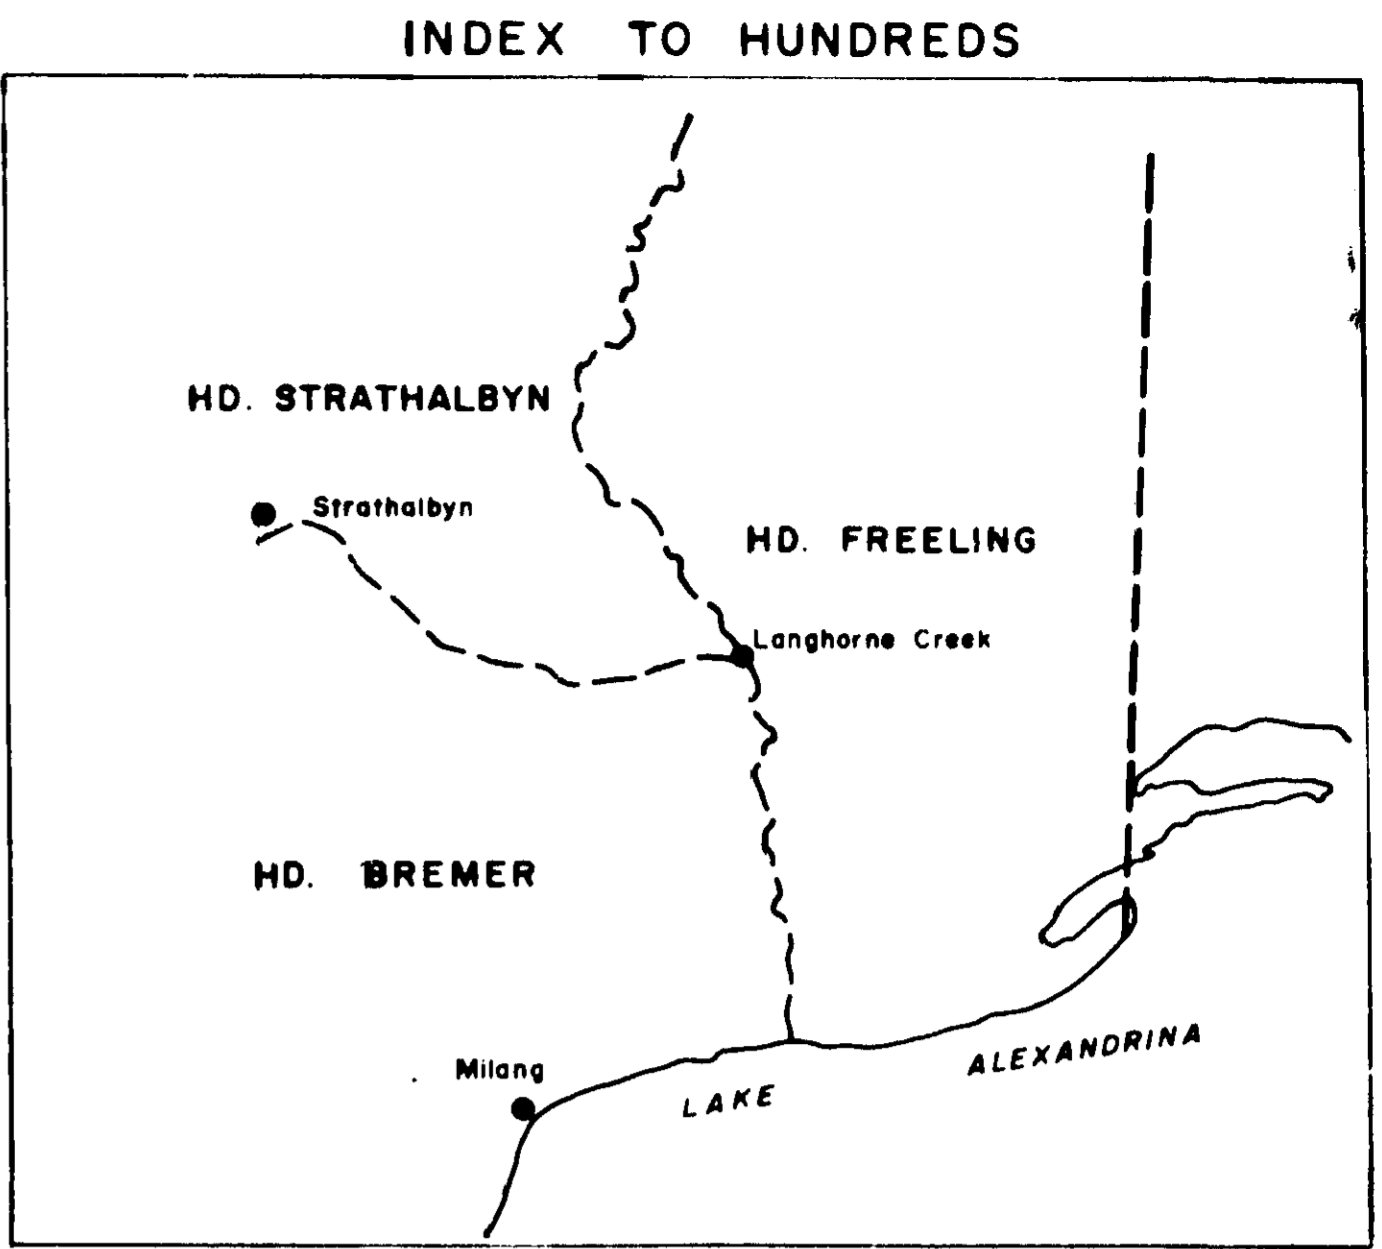 INDEX TO HUNDREDS
HD. STRATHALBYN
Strathalbyn
HD. FREELING
Langhorne Creek
HD. BREMER
ALEXANDRINA
Milang
LAKE